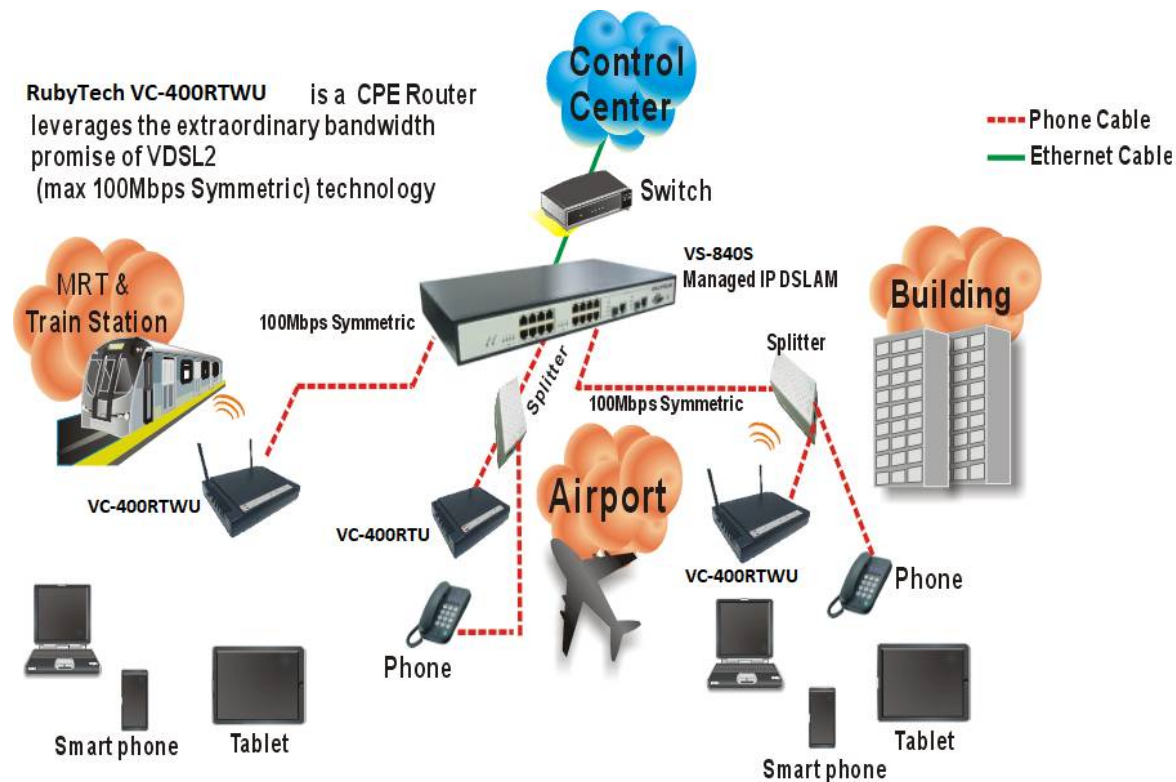 Control
Center
RubyTech VC-400RTWU is a CPE Router
leverages the extraordinary bandwidth
promise of VDSL2
(max 100Mbps Symmetric) technology
Phone Cable
Ethernet Cable
Switch
VS-840S
Managed IP DSLAM
MRT &
Train Station
100Mbps Symmetric
Building
Splitter
Splitter
100Mbps Symmetric
Airport
VC-400RTWU
VC-400RTU
VC-400RTWU
Phone
Phone
Smart phone
Tablet
Smart phone
Tablet